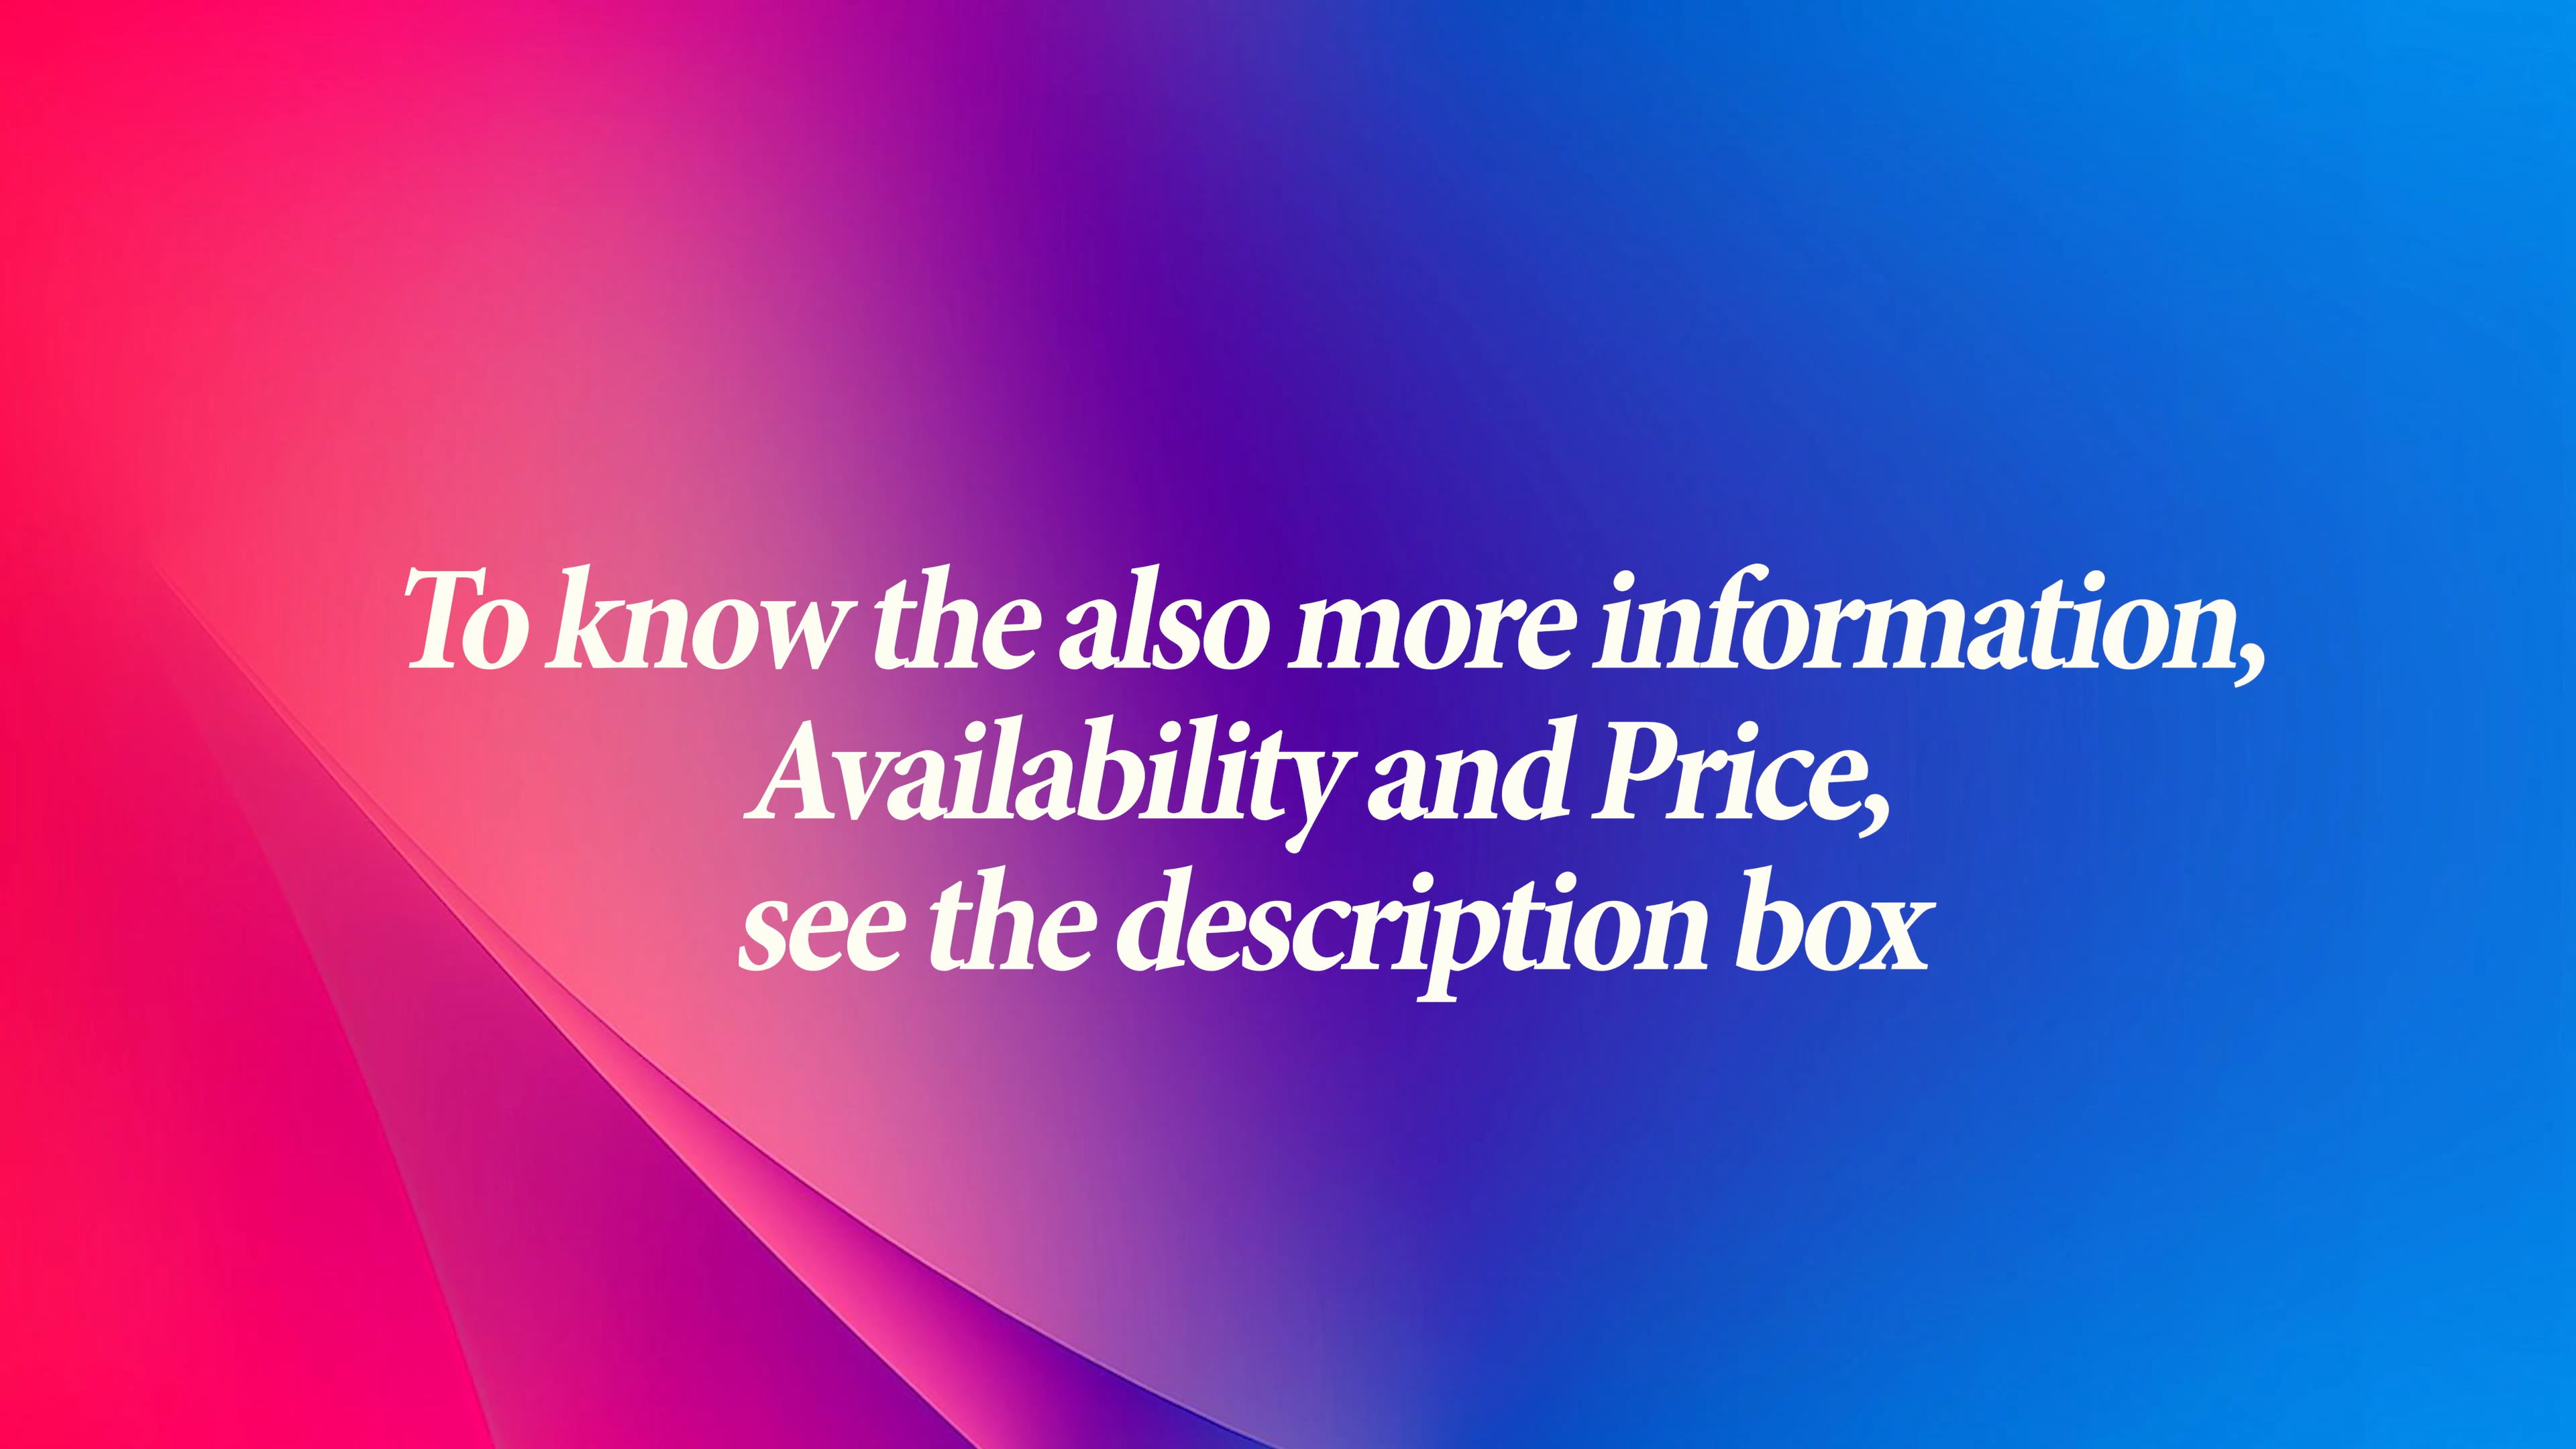 To know the also more information,
Availability and Price,
see the description box